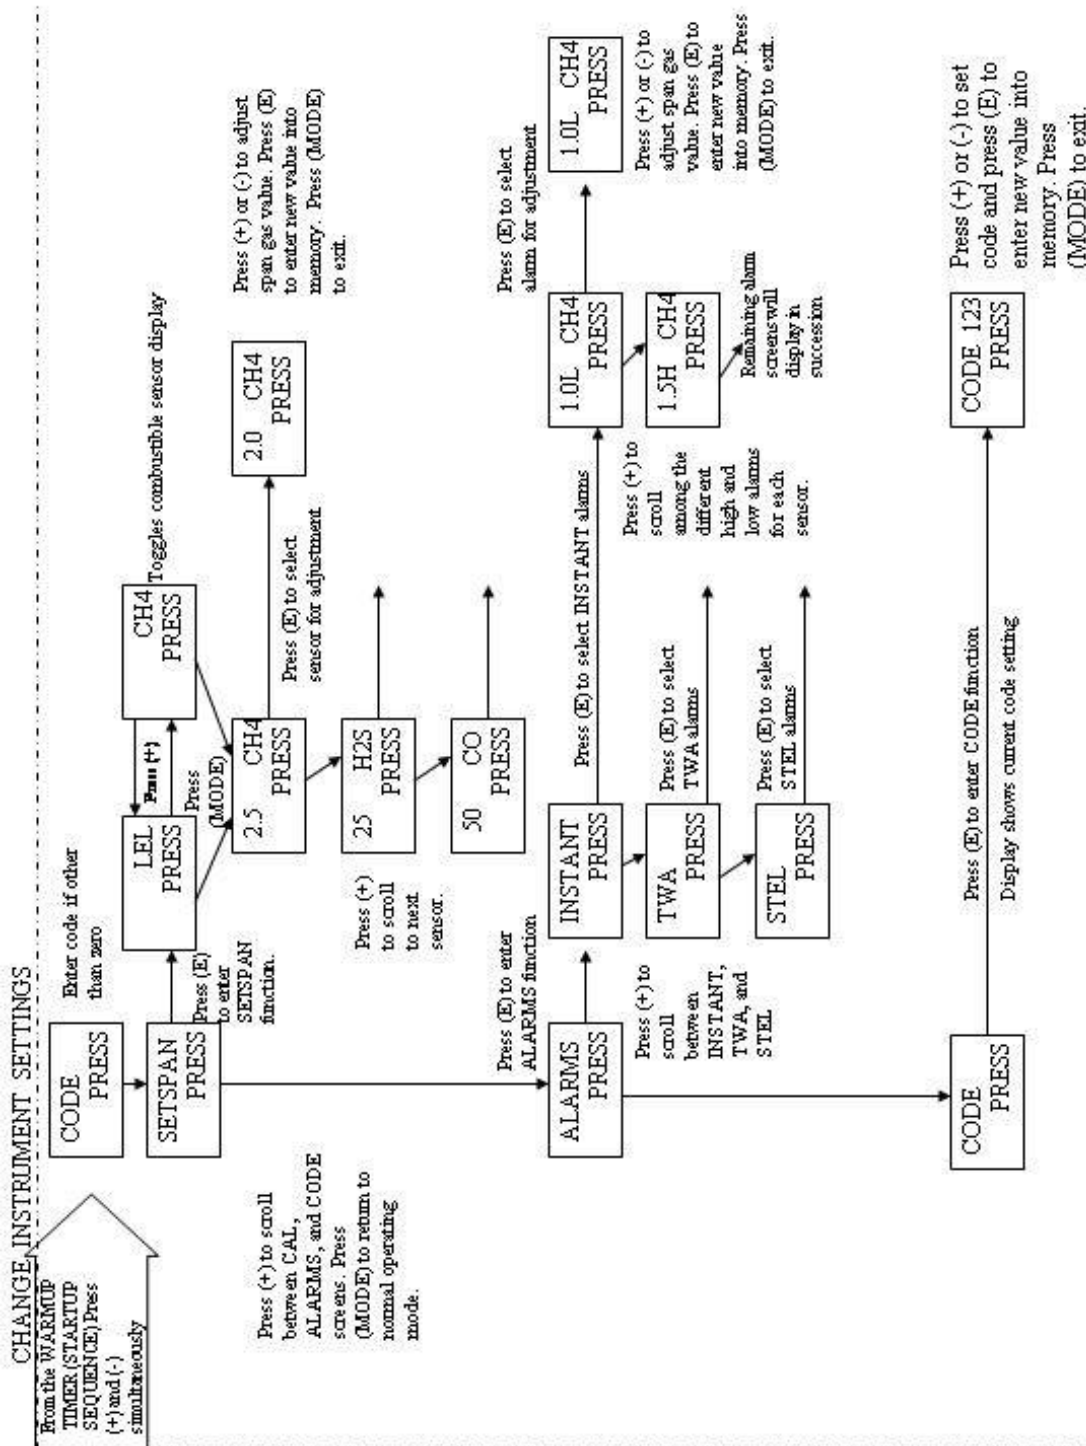 CHANGE INSTRUMENT SETTINGS
From the WARMUP
TIMER (STARTUP
SEQUENCE) Press
(+) and (-)
simultaneously
CODE
PRESS
Enter code if other
than zero
SETSPAN
PRESS
Press (E)
to enter
SETSPAN
function.
LEL
PRESS
Press (+)
Press
(MODE)
CH4
PRESS
Toggles combustible sensor display
2.5 CH4
PRESS
Press (E) to select
sensor for adjustment.
2.0 CH4
PRESS
Press (+) or (-) to adjust
span gas value. Press (E)
to enter new value into
memory. Press (MODE)
to exit.
Press (+)
to scroll
to next
sensor.
25 H2S
PRESS
50 CO
PRESS
Press (+) to scroll
between CAL,
ALARMS, and CODE
screens. Press
(MODE) to return to
normal operating
mode.
ALARMS
PRESS
Press (E) to enter
ALARMS function
Press (+) to
scroll
between
INSTANT,
TWA, and
STEL
INSTANT
PRESS
Press (E) to select INSTANT alarms
TWA
PRESS
Press (E) to select
TWA alarms
STEL
PRESS
Press (E) to select
STEL alarms
Press (+) to
scroll
among the
different
high and
low alarms
for each
sensor.
1.0L CH4
PRESS
1.5H CH4
PRESS
Remaining alarm
screens will
display in
succession
Press (E) to select
alarm for adjustment
1.0L CH4
PRESS
Press (+) or (-) to
adjust span gas
value. Press (E) to
enter new value
into memory. Press
(MODE) to exit.
CODE
PRESS
Press (E) to enter CODE function
Display shows current code setting
CODE 123
PRESS
Press (+) or (-) to set
code and press (E) to
enter new value into
memory. Press
(MODE) to exit.